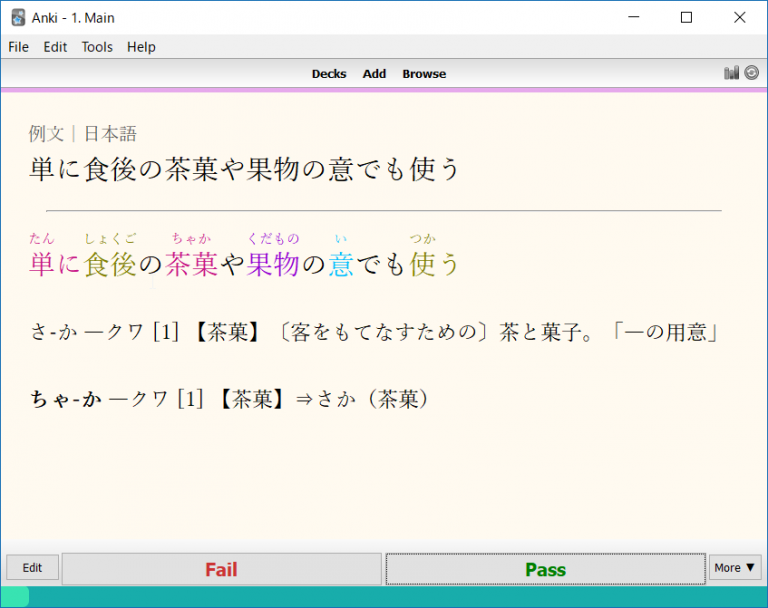 Anki - 1. Main
File Edit Tools Help
Decks Add Browse
例文｜日本語
単に食後の茶菓や果物の意でも使う
たん しょくご ちゃか くだもの い つか
単に食後の茶菓や果物の意でも使う
さ-か ―クワ [1] 【茶菓】〔客をもてなすための〕茶と菓子。「―の用意」
ちゃ-か ―クワ [1] 【茶菓】⇒さか（茶菓）
Edit Fail Pass More ▼